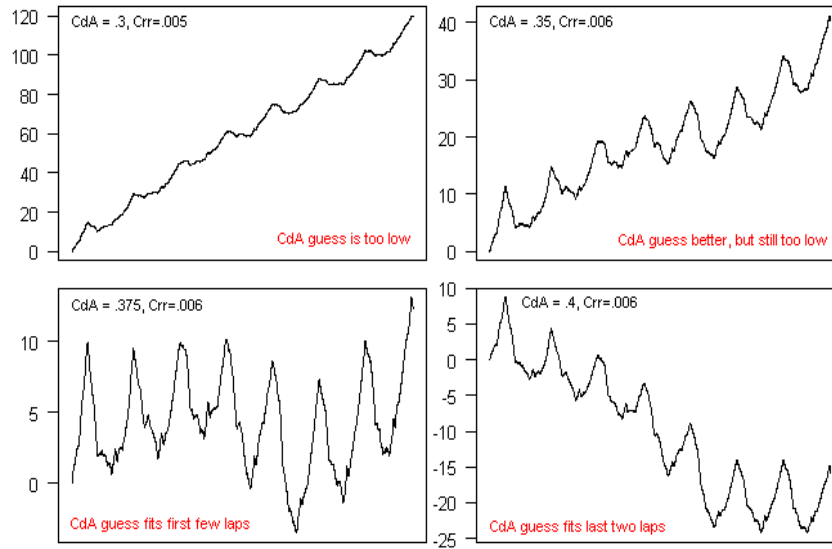 CdA = .3, Crr=.005
120
100
80
60
40
20
0
CdA guess is too low
CdA = .35, Crr=.006
40
30
20
10
0
CdA guess better, but still too low
CdA = .375, Crr=.006
10
5
0
CdA guess fits first few laps
CdA = .4, Crr=.006
10
5
0
-5
-10
-15
-20
-25
CdA guess fits last two laps